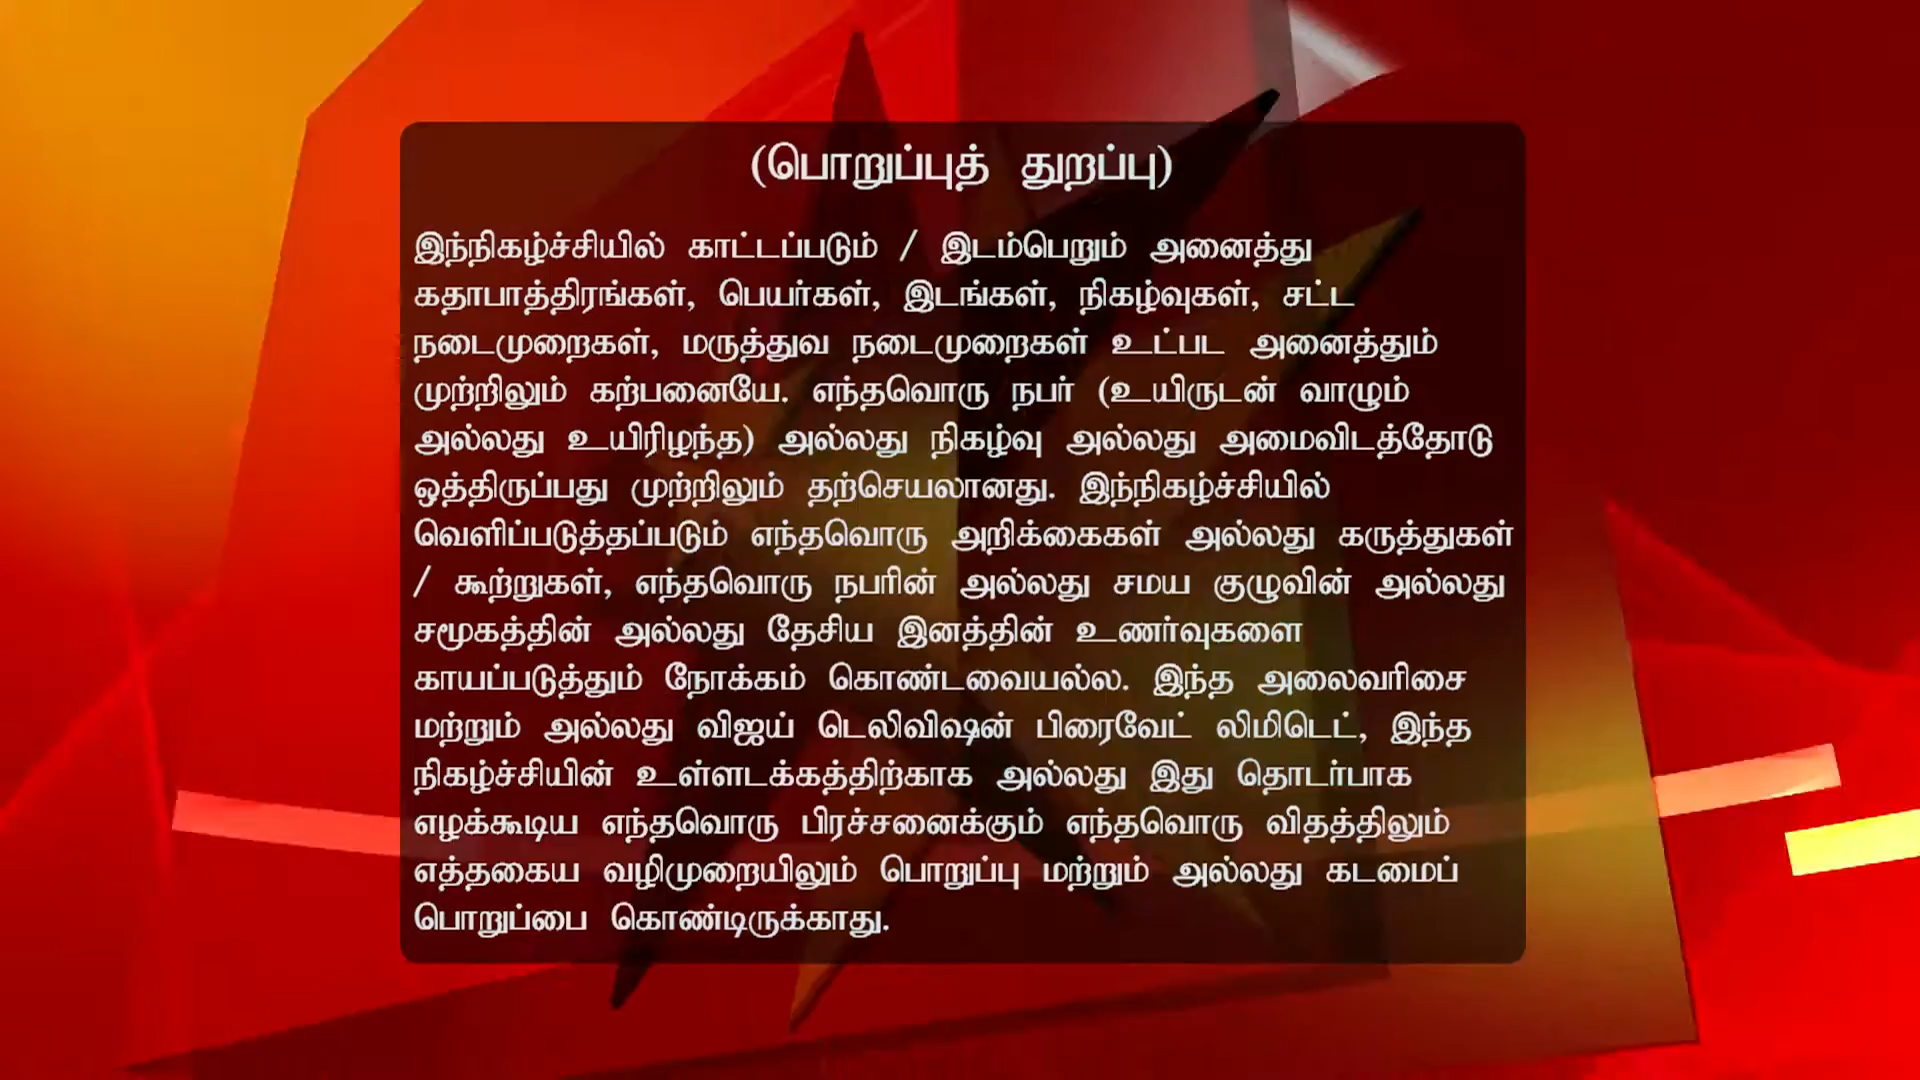 (பொறுப்புத் துறப்பு)
இந்நிகழ்ச்சியில் காட்டப்படும் / இடம்பெறும் அனைத்து
கதாபாத்திரங்கள், பெயர்கள், இடங்கள், நிகழ்வுகள், சட்ட
நடைமுறைகள், மருத்துவ நடைமுறைகள் உட்பட அனைத்தும்
முற்றிலும் கற்பனையே. எந்தவொரு நபர் (உயிருடன் வாழும்
அல்லது உயிரிழந்த) அல்லது நிகழ்வு அல்லது அமைவிடத்தோடு
ஒத்திருப்பது முற்றிலும் தற்செயலானது. இந்நிகழ்ச்சியில்
வெளிப்படுத்தப்படும் எந்தவொரு அறிக்கைகள் அல்லது கருத்துகள்
/ கூற்றுகள், எந்தவொரு நபரின் அல்லது சமய குழுவின் அல்லது
சமூகத்தின் அல்லது தேசிய இனத்தின் உணர்வுகளை
காயப்படுத்தும் நோக்கம் கொண்டவையல்ல. இந்த அலைவரிசை
மற்றும் அல்லது விஜய் டெலிவிஷன் பிரைவேட் லிமிடெட், இந்த
நிகழ்ச்சியின் உள்ளடக்கத்திற்காக அல்லது இது தொடர்பாக
எழக்கூடிய எந்தவொரு பிரச்சனைக்கும் எந்தவொரு விதத்திலும்
எத்தகைய வழிமுறையிலும் பொறுப்பு மற்றும் அல்லது கடமைப்
பொறுப்பை கொண்டிருக்காது.